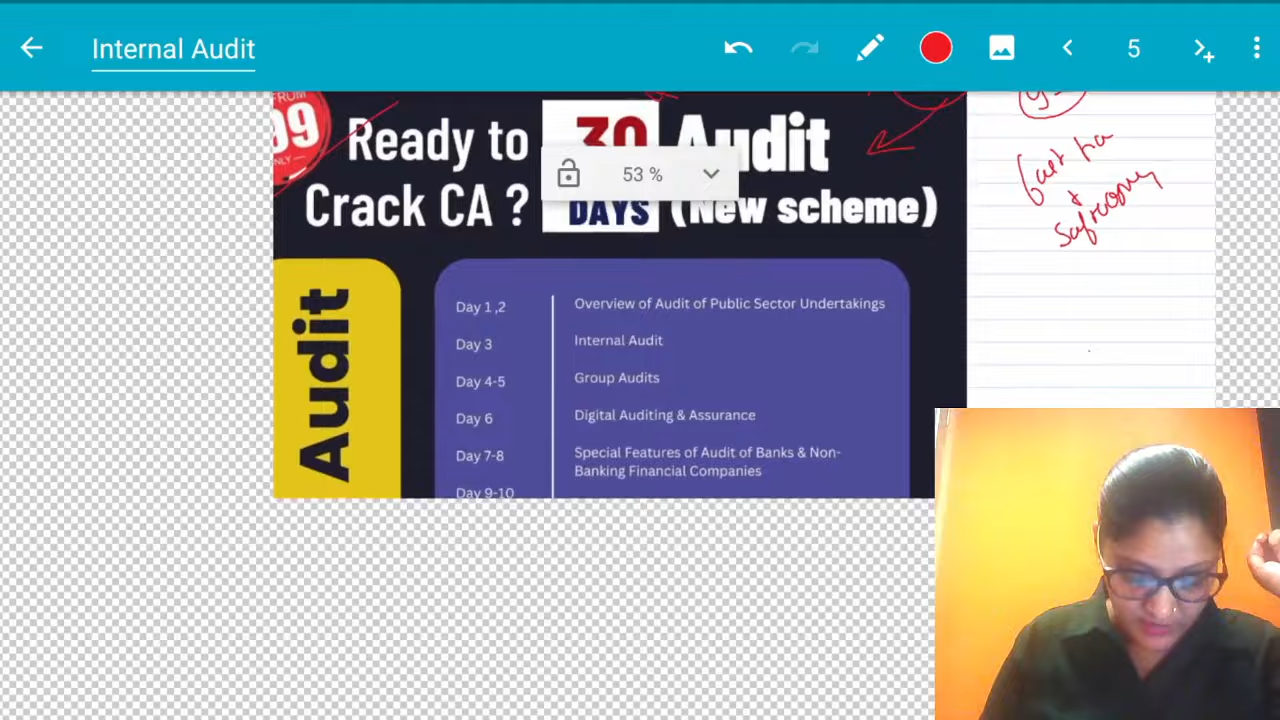 Internal Audit
5
FROM
99
ONLY
Ready to
Crack CA ?
30
DAYS
Audit
(New scheme)
53 %
Audit
Day 1 ,2
Overview of Audit of Public Sector Undertakings
Day 3
Internal Audit
Day 4-5
Group Audits
Day 6
Digital Auditing & Assurance
Day 7-8
Special Features of Audit of Banks & Non-
Banking Financial Companies
Day 9-10